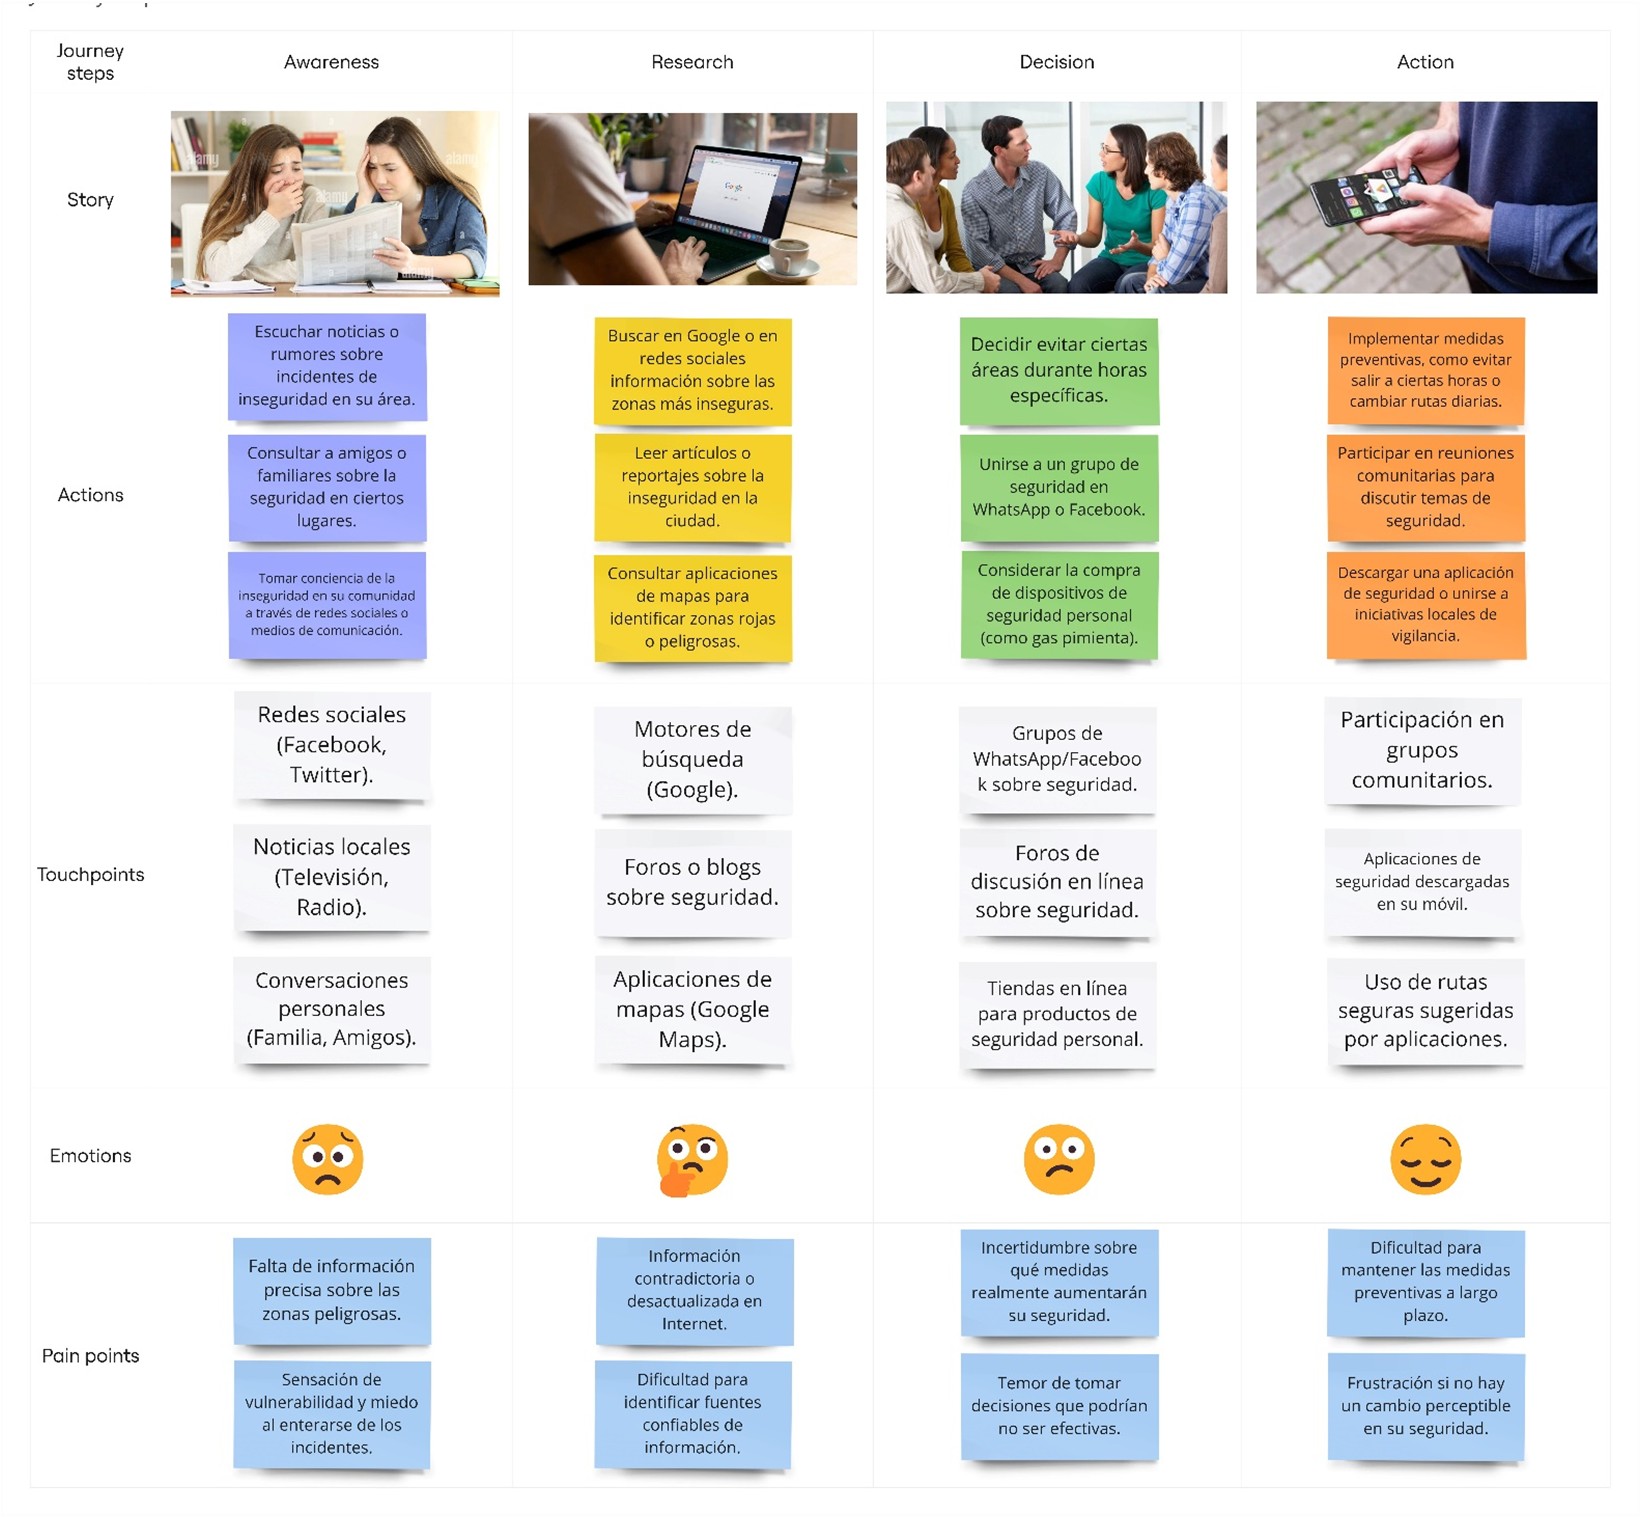 Journey
steps
Awareness
Research
Decision
Action
Story
alamy
alamy
alamy
a
a
a
alamy
Google
Actions
Escuchar noticias o
rumores sobre
incidentes de
inseguridad en su área.
Buscar en Google o en
redes sociales
información sobre las
zonas más inseguras.
Decidir evitar ciertas
áreas durante horas
específicas.
Implementar medidas
preventivas, como evitar
salir a ciertas horas o
cambiar rutas diarias.
Consultar a amigos o
familiares sobre la
seguridad en ciertos
lugares.
Leer artículos o
reportajes sobre la
inseguridad en la
ciudad.
Unirse a un grupo de
seguridad en
WhatsApp o Facebook.
Participar en reuniones
comunitarias para
discutir temas de
seguridad.
Tomar conciencia de la
inseguridad en su comunidad
a través de redes sociales o
medios de comunicación.
Consultar aplicaciones
de mapas para
identificar zonas rojas
o peligrosas.
Considerar la compra
de dispositivos de
seguridad personal
(como gas pimienta).
Descargar una aplicación
de seguridad o unirse a
iniciativas locales de
vigilancia.
Touchpoints
Redes sociales
(Facebook,
Twitter).
Motores de
búsqueda
(Google).
Grupos de
WhatsApp/Faceboo
k sobre seguridad.
Participación en
grupos
comunitarios.
Noticias locales
(Televisión,
Radio).
Foros o blogs
sobre seguridad.
Foros de
discusión en línea
sobre seguridad.
Aplicaciones de
seguridad descargadas
en su móvil.
Conversaciones
personales
(Familia, Amigos).
Aplicaciones de
mapas (Google
Maps).
Tiendas en línea
para productos de
seguridad personal.
Uso de rutas
seguras sugeridas
por aplicaciones.
Emotions
Pain points
Falta de información
precisa sobre las
zonas peligrosas.
Información
contradictoria o
desactualizada en
Internet.
Incertidumbre sobre
qué medidas
realmente aumentarán
su seguridad.
Dificultad para
mantener las medidas
preventivas a largo
plazo.
Sensación de
vulnerabilidad y miedo
al enterarse de los
incidentes.
Dificultad para
identificar fuentes
confiables de
información.
Temor de tomar
decisiones que podrían
no ser efectivas.
Frustración si no hay
un cambio perceptible
en su seguridad.